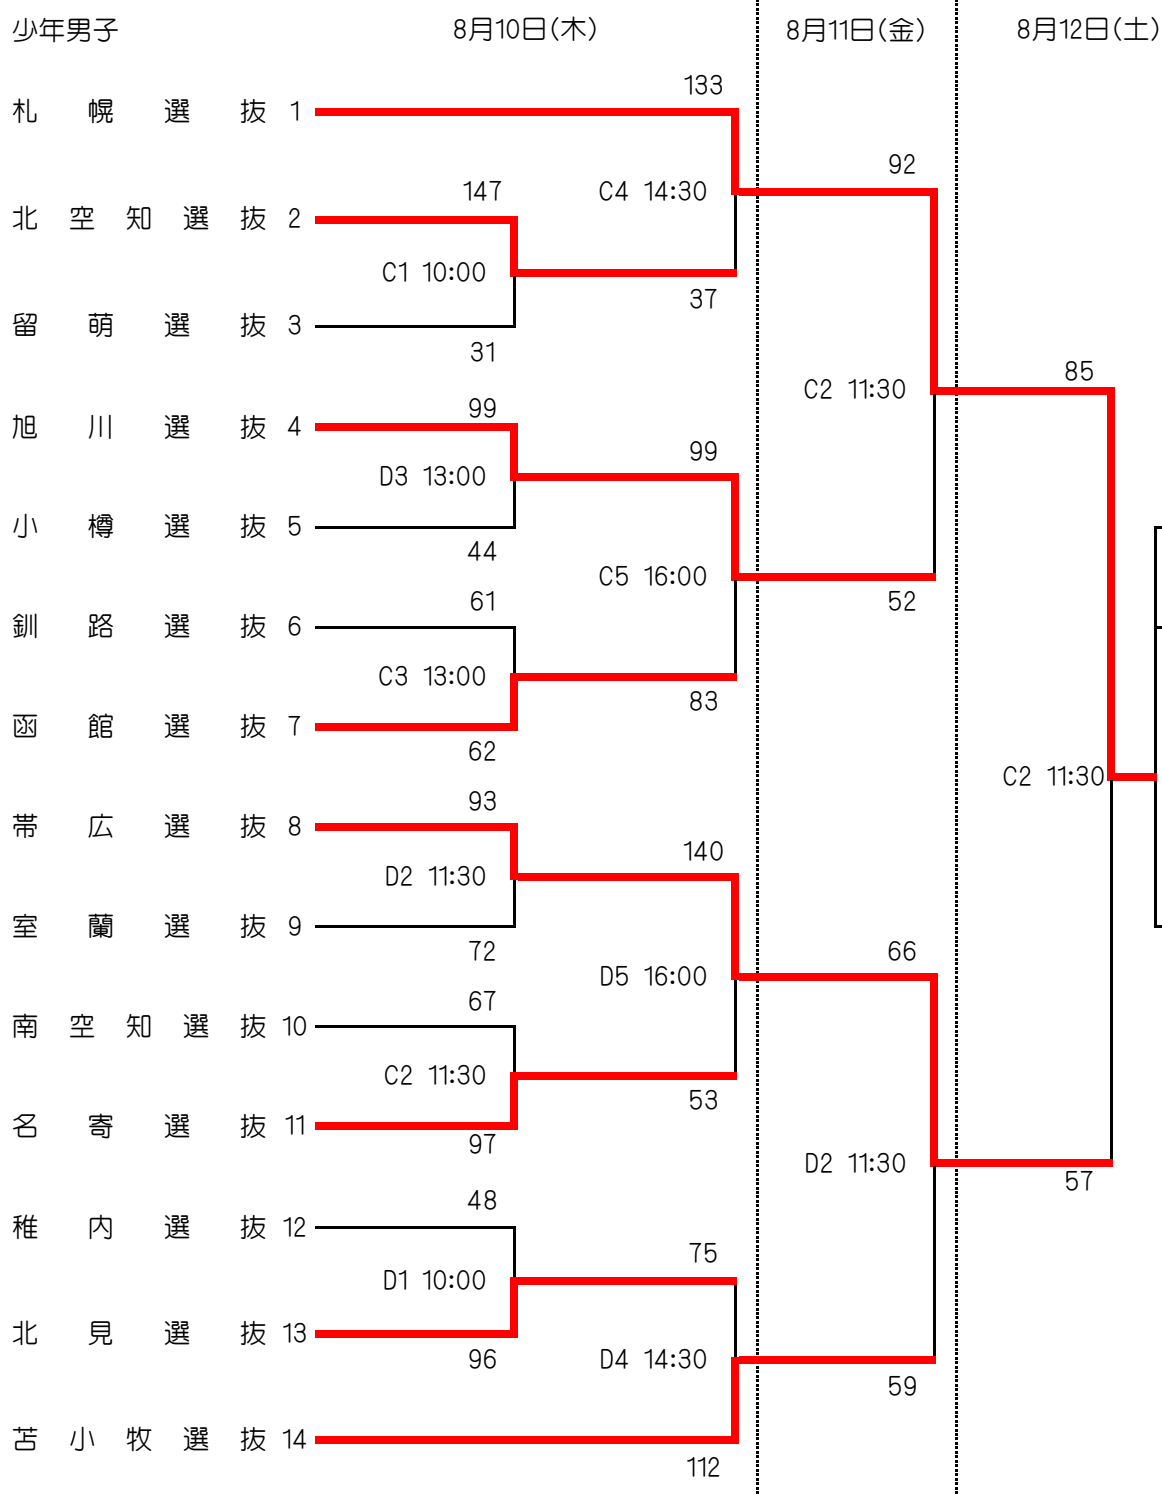 少年男子 8月10日(木) 8月11日(金) 8月12日(土)
133
札幌選抜 1
92
147 C4 14:30
北空知選抜 2
C1 10:00
37
留萌選抜 3
31
85
C2 11:30
99
旭川選抜 4
99
D3 13:00
小樽選抜 5
44
C5 16:00
61 52
釧路選抜 6
C3 13:00
83
函館選抜 7
62
C2 11:30
93
帯広選抜 8
140
D2 11:30
室蘭選抜 9
72 66
D5 16:00
67
南空知選抜 10
C2 11:30
53
名寄選抜 11
97
D2 11:30
57
48
稚内選抜 12
75
D1 10:00
北見選抜 13
96 D4 14:30
59
苫小牧選抜 14
112